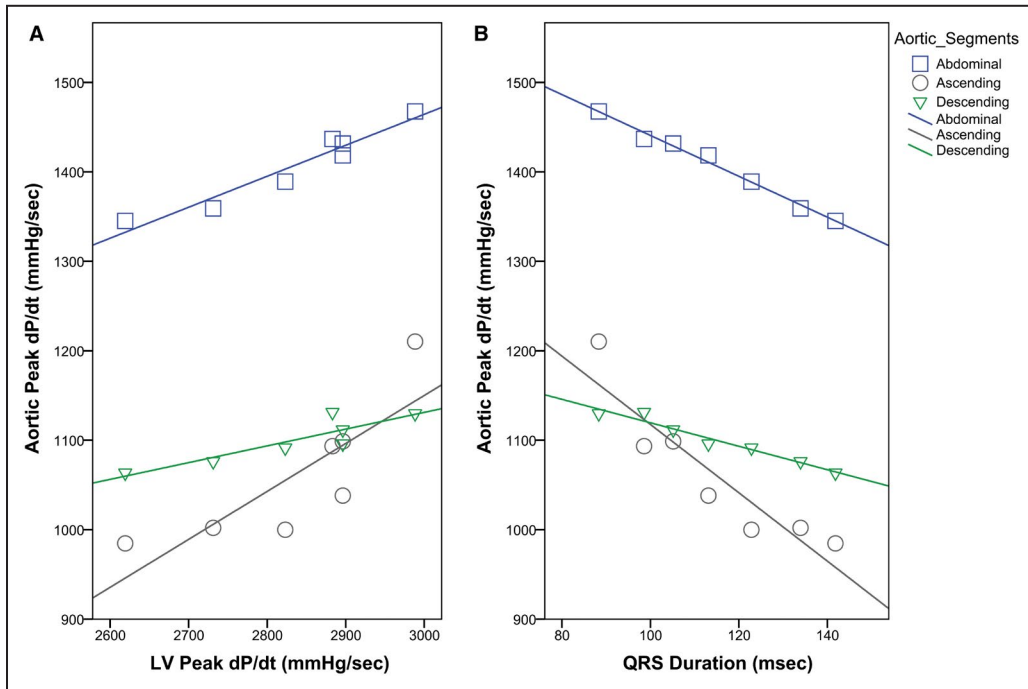 A
Aortic Peak dP/dt (mmHg/sec)
1500
1400
1300
1200
1100
1000
900
2600
2700
2800
2900
3000
LV Peak dP/dt (mmHg/sec)
B
Aortic Peak dP/dt (mmHg/sec)
1500
1400
1300
1200
1100
1000
900
80
100
120
140
QRS Duration (msec)
Aortic_Segments
Abdominal
Ascending
Descending
Abdominal
Ascending
Descending